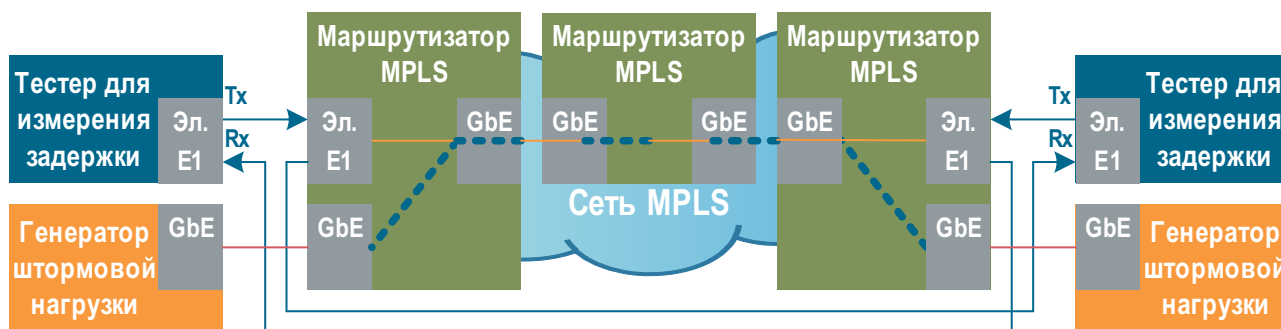 Тестер для
измерения
задержки
Эл.
E1
Tx
Rx
Генератор
штормовой
нагрузки
GbE
Маршрутизатор
MPLS
Эл.
E1
GbE
GbE
Маршрутизатор
MPLS
GbE
GbE
Сеть MPLS
Маршрутизатор
MPLS
GbE
Эл.
E1
GbE
Tx
Rx
Эл.
E1
Тестер для
измерения
задержки
GbE
Генератор
штормовой
нагрузки